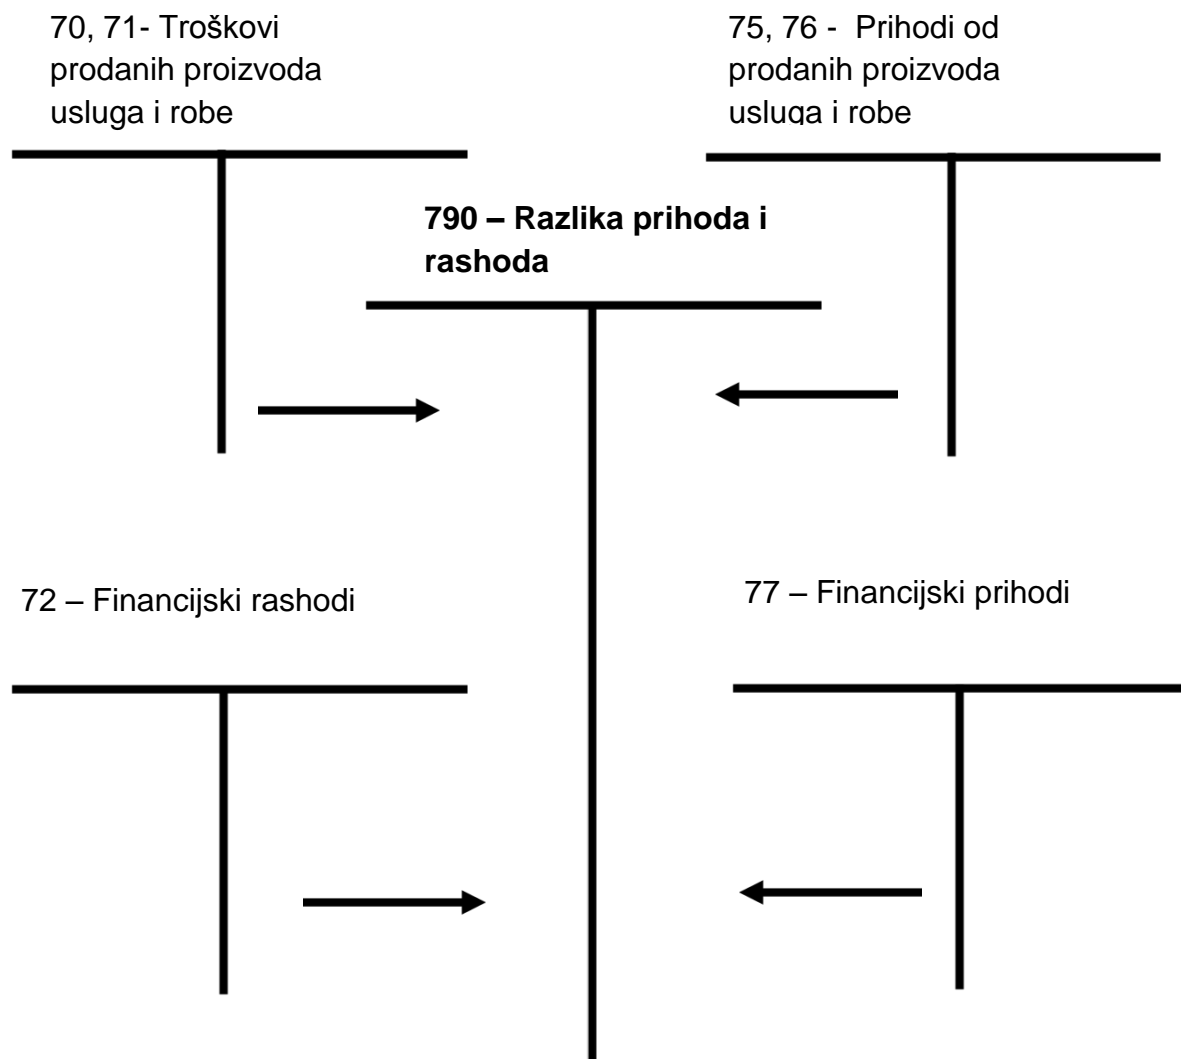 70, 71- Troškovi
prodanih proizvoda
usluga i robe
75, 76 -  Prihodi od
prodanih proizvoda
usluga i robe
790 – Razlika prihoda i
rashoda
72 – Financijski rashodi
77 – Financijski prihodi